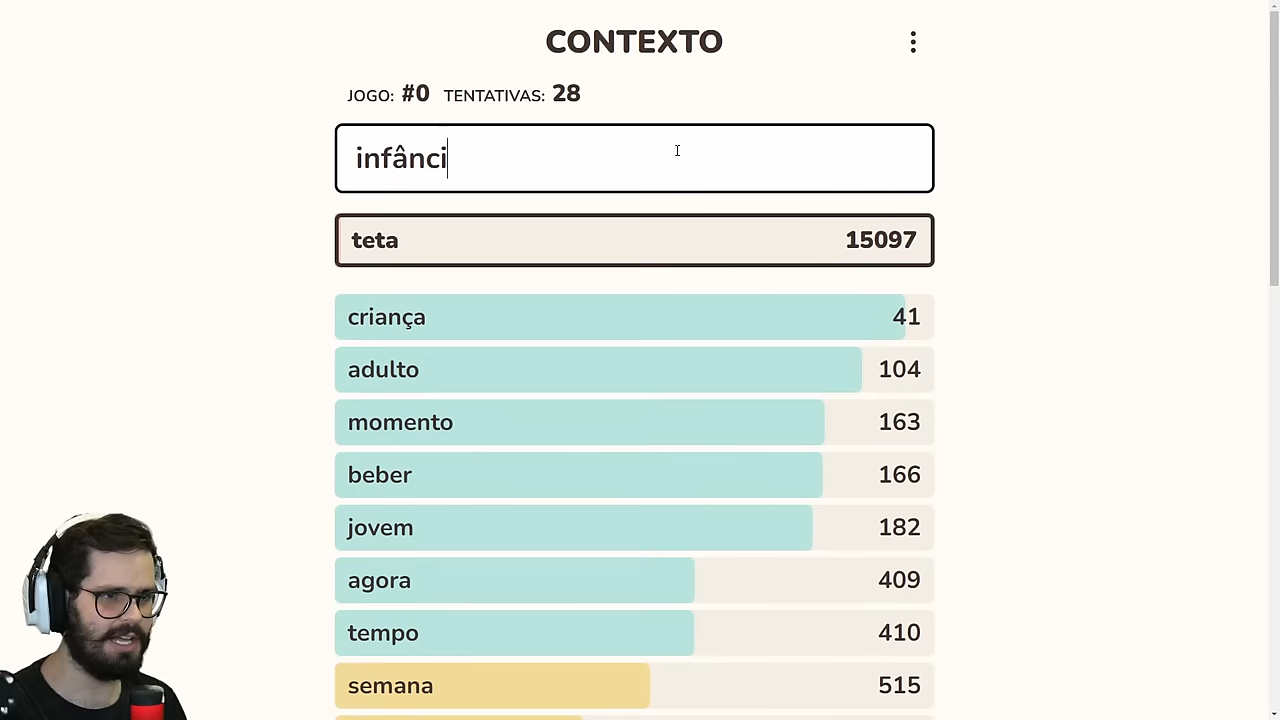 CONTEXTO
JOGO: #0 TENTATIVAS: 28
infânci
teta 15097
criança 41
adulto 104
momento 163
beber 166
jovem 182
agora 409
tempo 410
semana 515